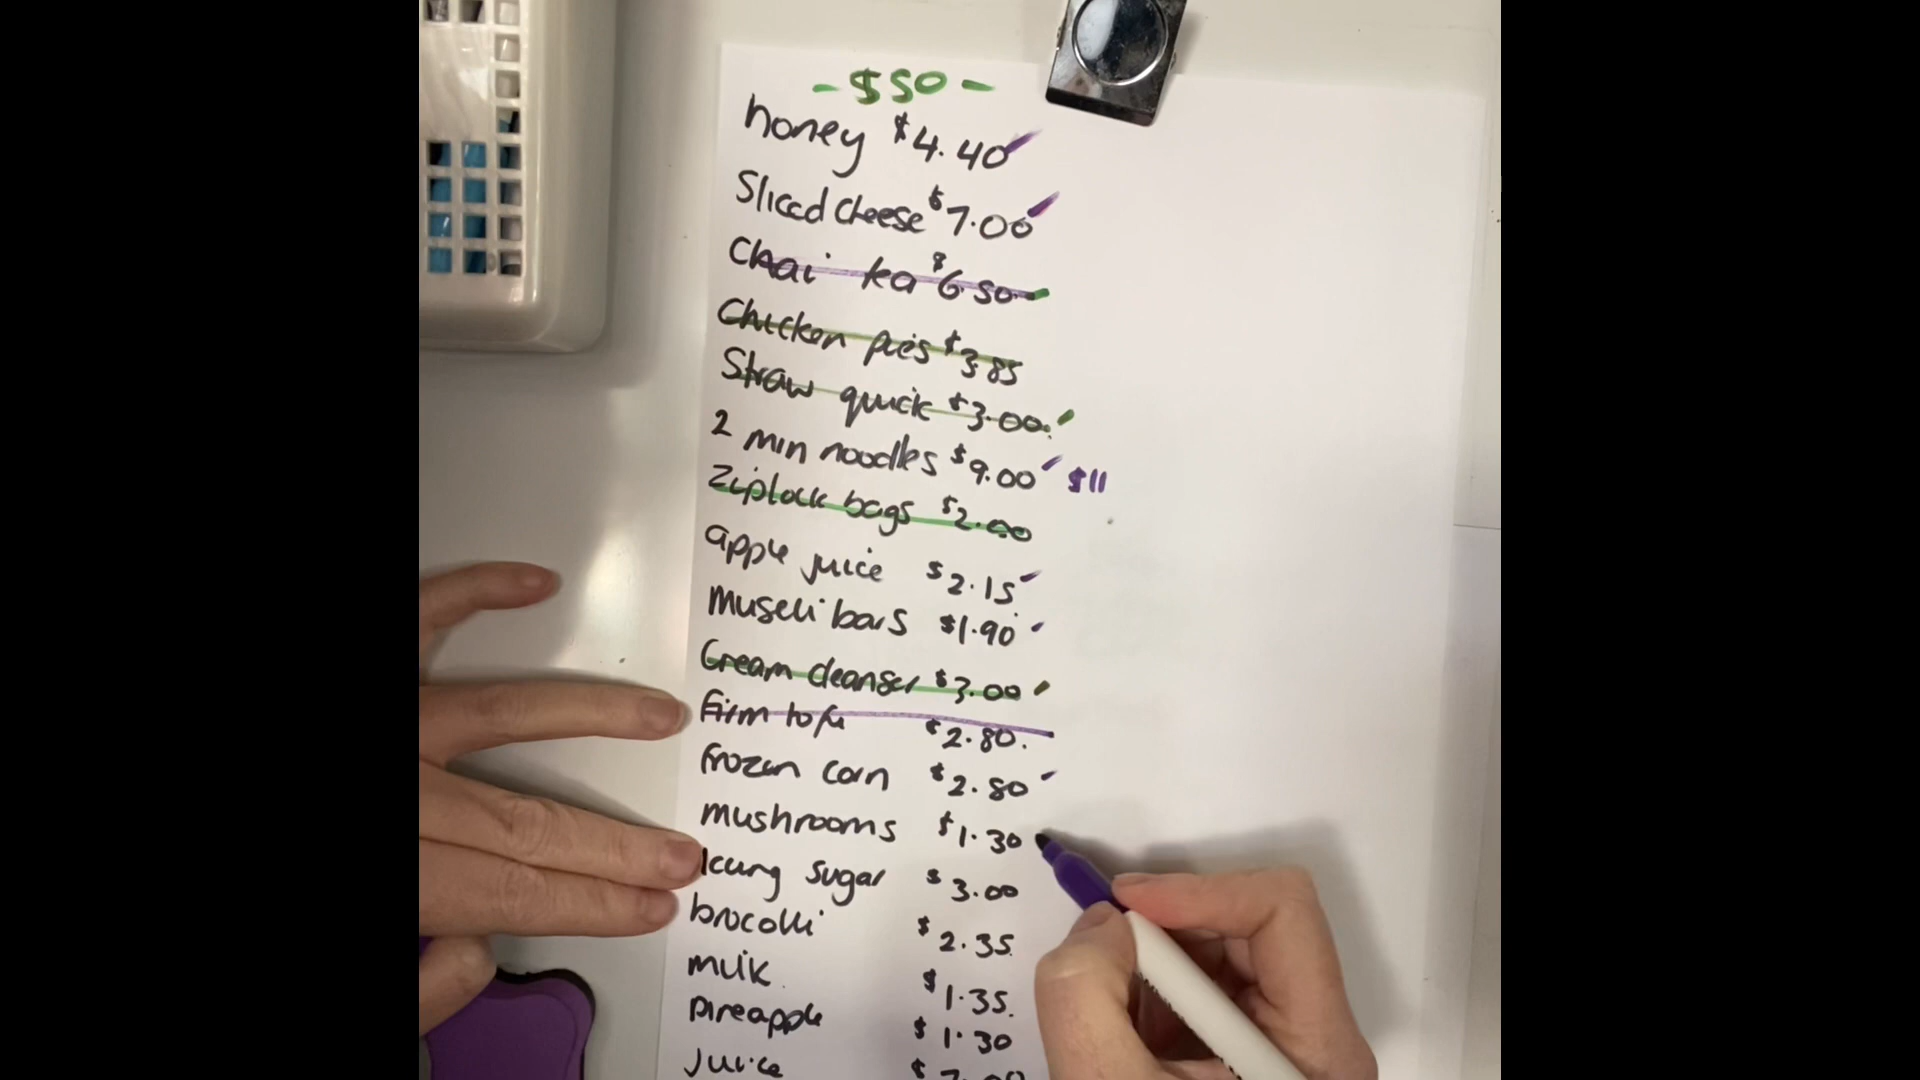 - $50 -
honey $4.40
Sliced cheese $7.00
Chai tea $6.50
Chicken pies $3.85
Straw quick $3.00
2 min noodles $9.00 $11
Ziplock bags $2.00
apple juice $2.15
museli bars $1.90
Cream cleanser $3.00
Firm tofu $2.80.
frozen corn $2.80
mushrooms $1.30
Icing sugar $3.00
brocolli $2.35
milk $1.35.
pineapple $1.30
juice $